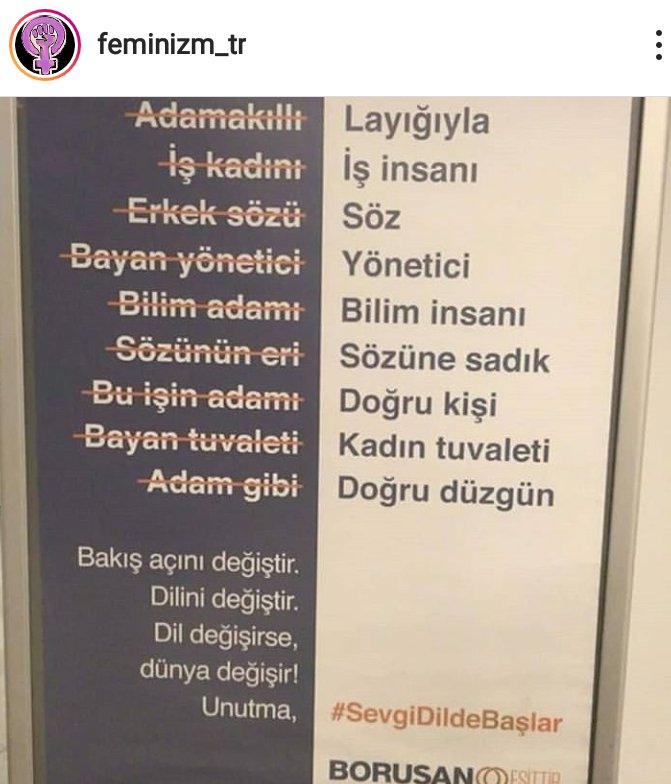 feminizm_tr
Adamakıllı Layığıyla
İş kadını İş insanı
Erkek sözü Söz
Bayan yönetici Yönetici
Bilim adamı Bilim insanı
Sözünün eri Sözüne sadık
Bu işin adamı Doğru kişi
Bayan tuvaleti Kadın tuvaleti
Adam gibi Doğru düzgün
Bakış açını değiştir.
Dilini değiştir.
Dil değişirse,
dünya değişir!
Unutma,
#SevgiDildeBaşlar
BORUSAN EŞİTTİR